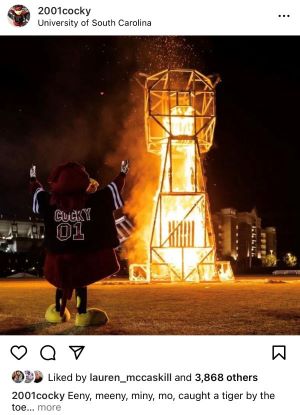 2001cocky
University of South Carolina
COCKY
01
Liked by lauren_mccaskill and 3,868 others
2001cocky Eeny, meeny, miny, mo, caught a tiger by the
toe... more